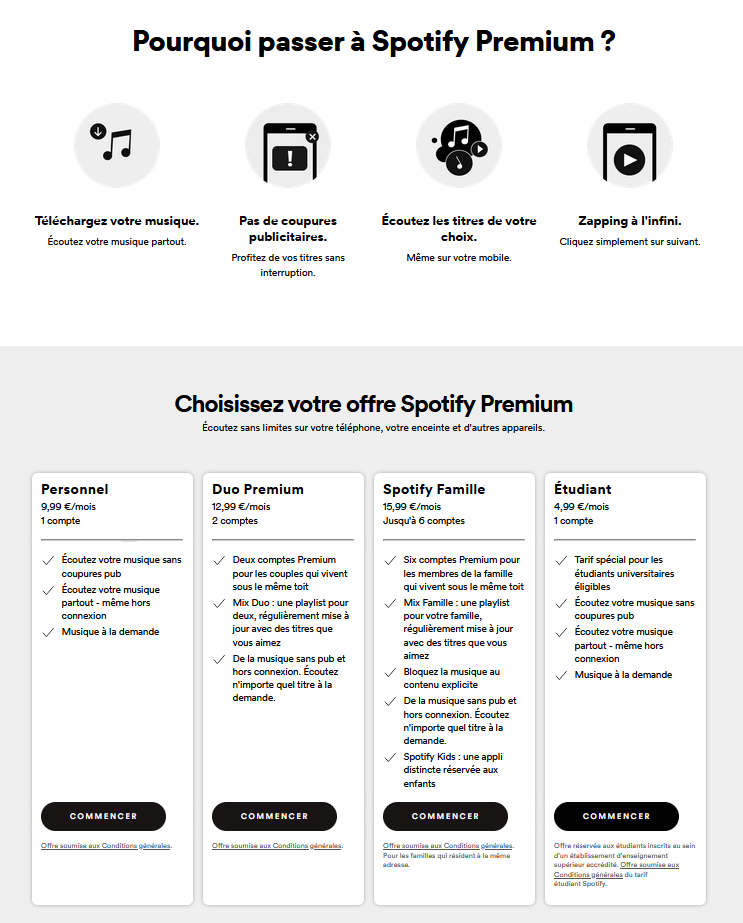 Pourquoi passer à Spotify Premium ?
Téléchargez votre musique.
Écoutez votre musique partout.
Pas de coupures
publicitaires.
Profitez de vos titres sans
interruption.
Écoutez les titres de votre
choix.
Même sur votre mobile.
Zapping à l'infini.
Cliquez simplement sur suivant.
Choisissez votre offre Spotify Premium
Écoutez sans limites sur votre téléphone, votre enceinte et d'autres appareils.
Personnel
9,99 €/mois
1 compte
Écoutez votre musique sans
coupures pub
Écoutez votre musique
partout - même hors
connexion
Musique à la demande
COMMENCER
Offre soumise aux Conditions générales.
Duo Premium
12,99 €/mois
2 comptes
Deux comptes Premium
pour les couples qui vivent
sous le même toit
Mix Duo : une playlist pour
deux, régulièrement mise à
jour avec des titres que
vous aimez
De la musique sans pub et
hors connexion. Écoutez
n'importe quel titre à la
demande.
COMMENCER
Offre soumise aux Conditions générales.
Spotify Famille
15,99 €/mois
Jusqu'à 6 comptes
Six comptes Premium pour
les membres de la famille
qui vivent sous le même toit
Mix Famille : une playlist
pour votre famille,
régulièrement mise à jour
avec des titres que vous
aimez
Bloquez la musique au
contenu explicite
De la musique sans pub et
hors connexion. Écoutez
n'importe quel titre à la
demande.
Spotify Kids : une appli
distincte réservée aux
enfants
COMMENCER
Offre soumise aux Conditions générales.
Pour les familles qui résident à la même
adresse.
Étudiant
4,99 €/mois
1 compte
Tarif spécial pour les
étudiants universitaires
éligibles
Écoutez votre musique sans
coupures pub
Écoutez votre musique
partout - même hors
connexion
Musique à la demande
COMMENCER
Offre réservée aux étudiants inscrits au sein
d'un établissement d'enseignement
supérieur accrédité. Offre soumise aux
Conditions générales du tarif
étudiant Spotify.